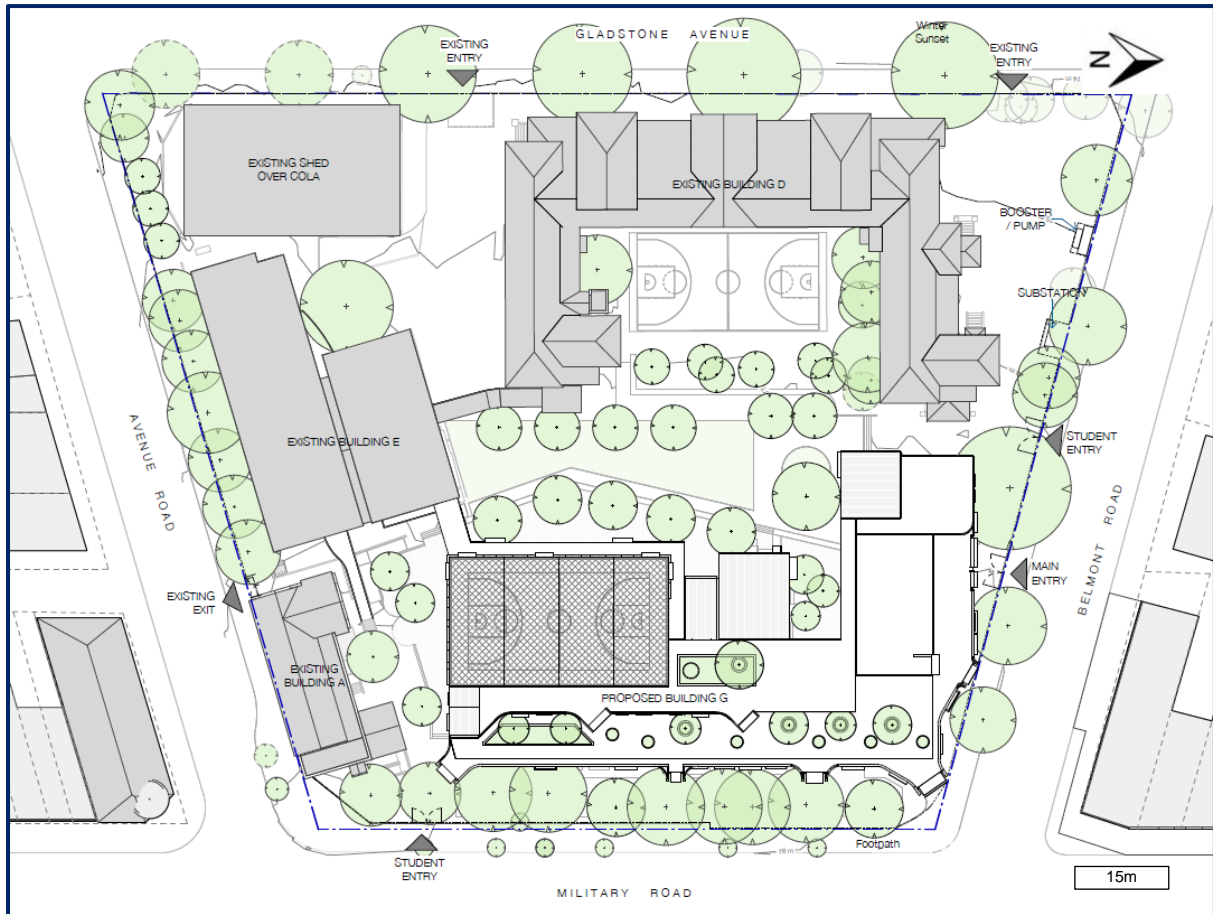 GLADSTONE AVENUE
Winter
Sunset
EXISTING
ENTRY
EXISTING
ENTRY
N
EXISTING SHED
OVER COLA
EXISTING BUILDING D
BOOSTER
/ PUMP
SUBSTATION
AVENUE ROAD
EXISTING BUILDING E
STUDENT
ENTRY
BELMONT ROAD
MAIN
ENTRY
EXISTING
EXIT
EXISTING
BUILDING A
PROPOSED BUILDING G
STUDENT
ENTRY
Footpath
MILITARY ROAD
15m